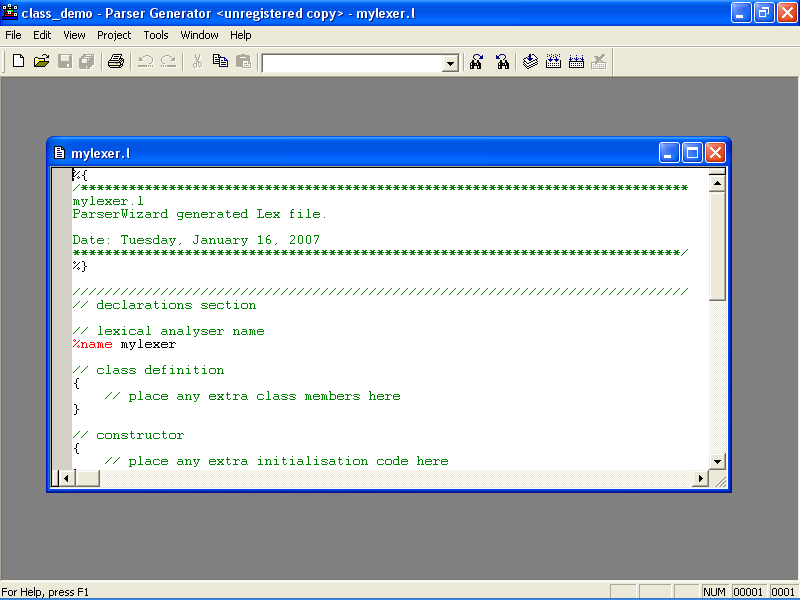 class_demo - Parser Generator <unregistered copy> - mylexer.l
File Edit View Project Tools Window Help
mylexer.l
%{
/****************************************************************************
mylexer.l
ParserWizard generated Lex file.
Date: Tuesday, January 16, 2007
****************************************************************************/
%}
/////////////////////////////////////////////////////////////////////////////
// declarations section
// lexical analyser name
%name mylexer
// class definition
{
// place any extra class members here
}
// constructor
{
// place any extra initialisation code here
For Help, press F1
NUM 00001 0001